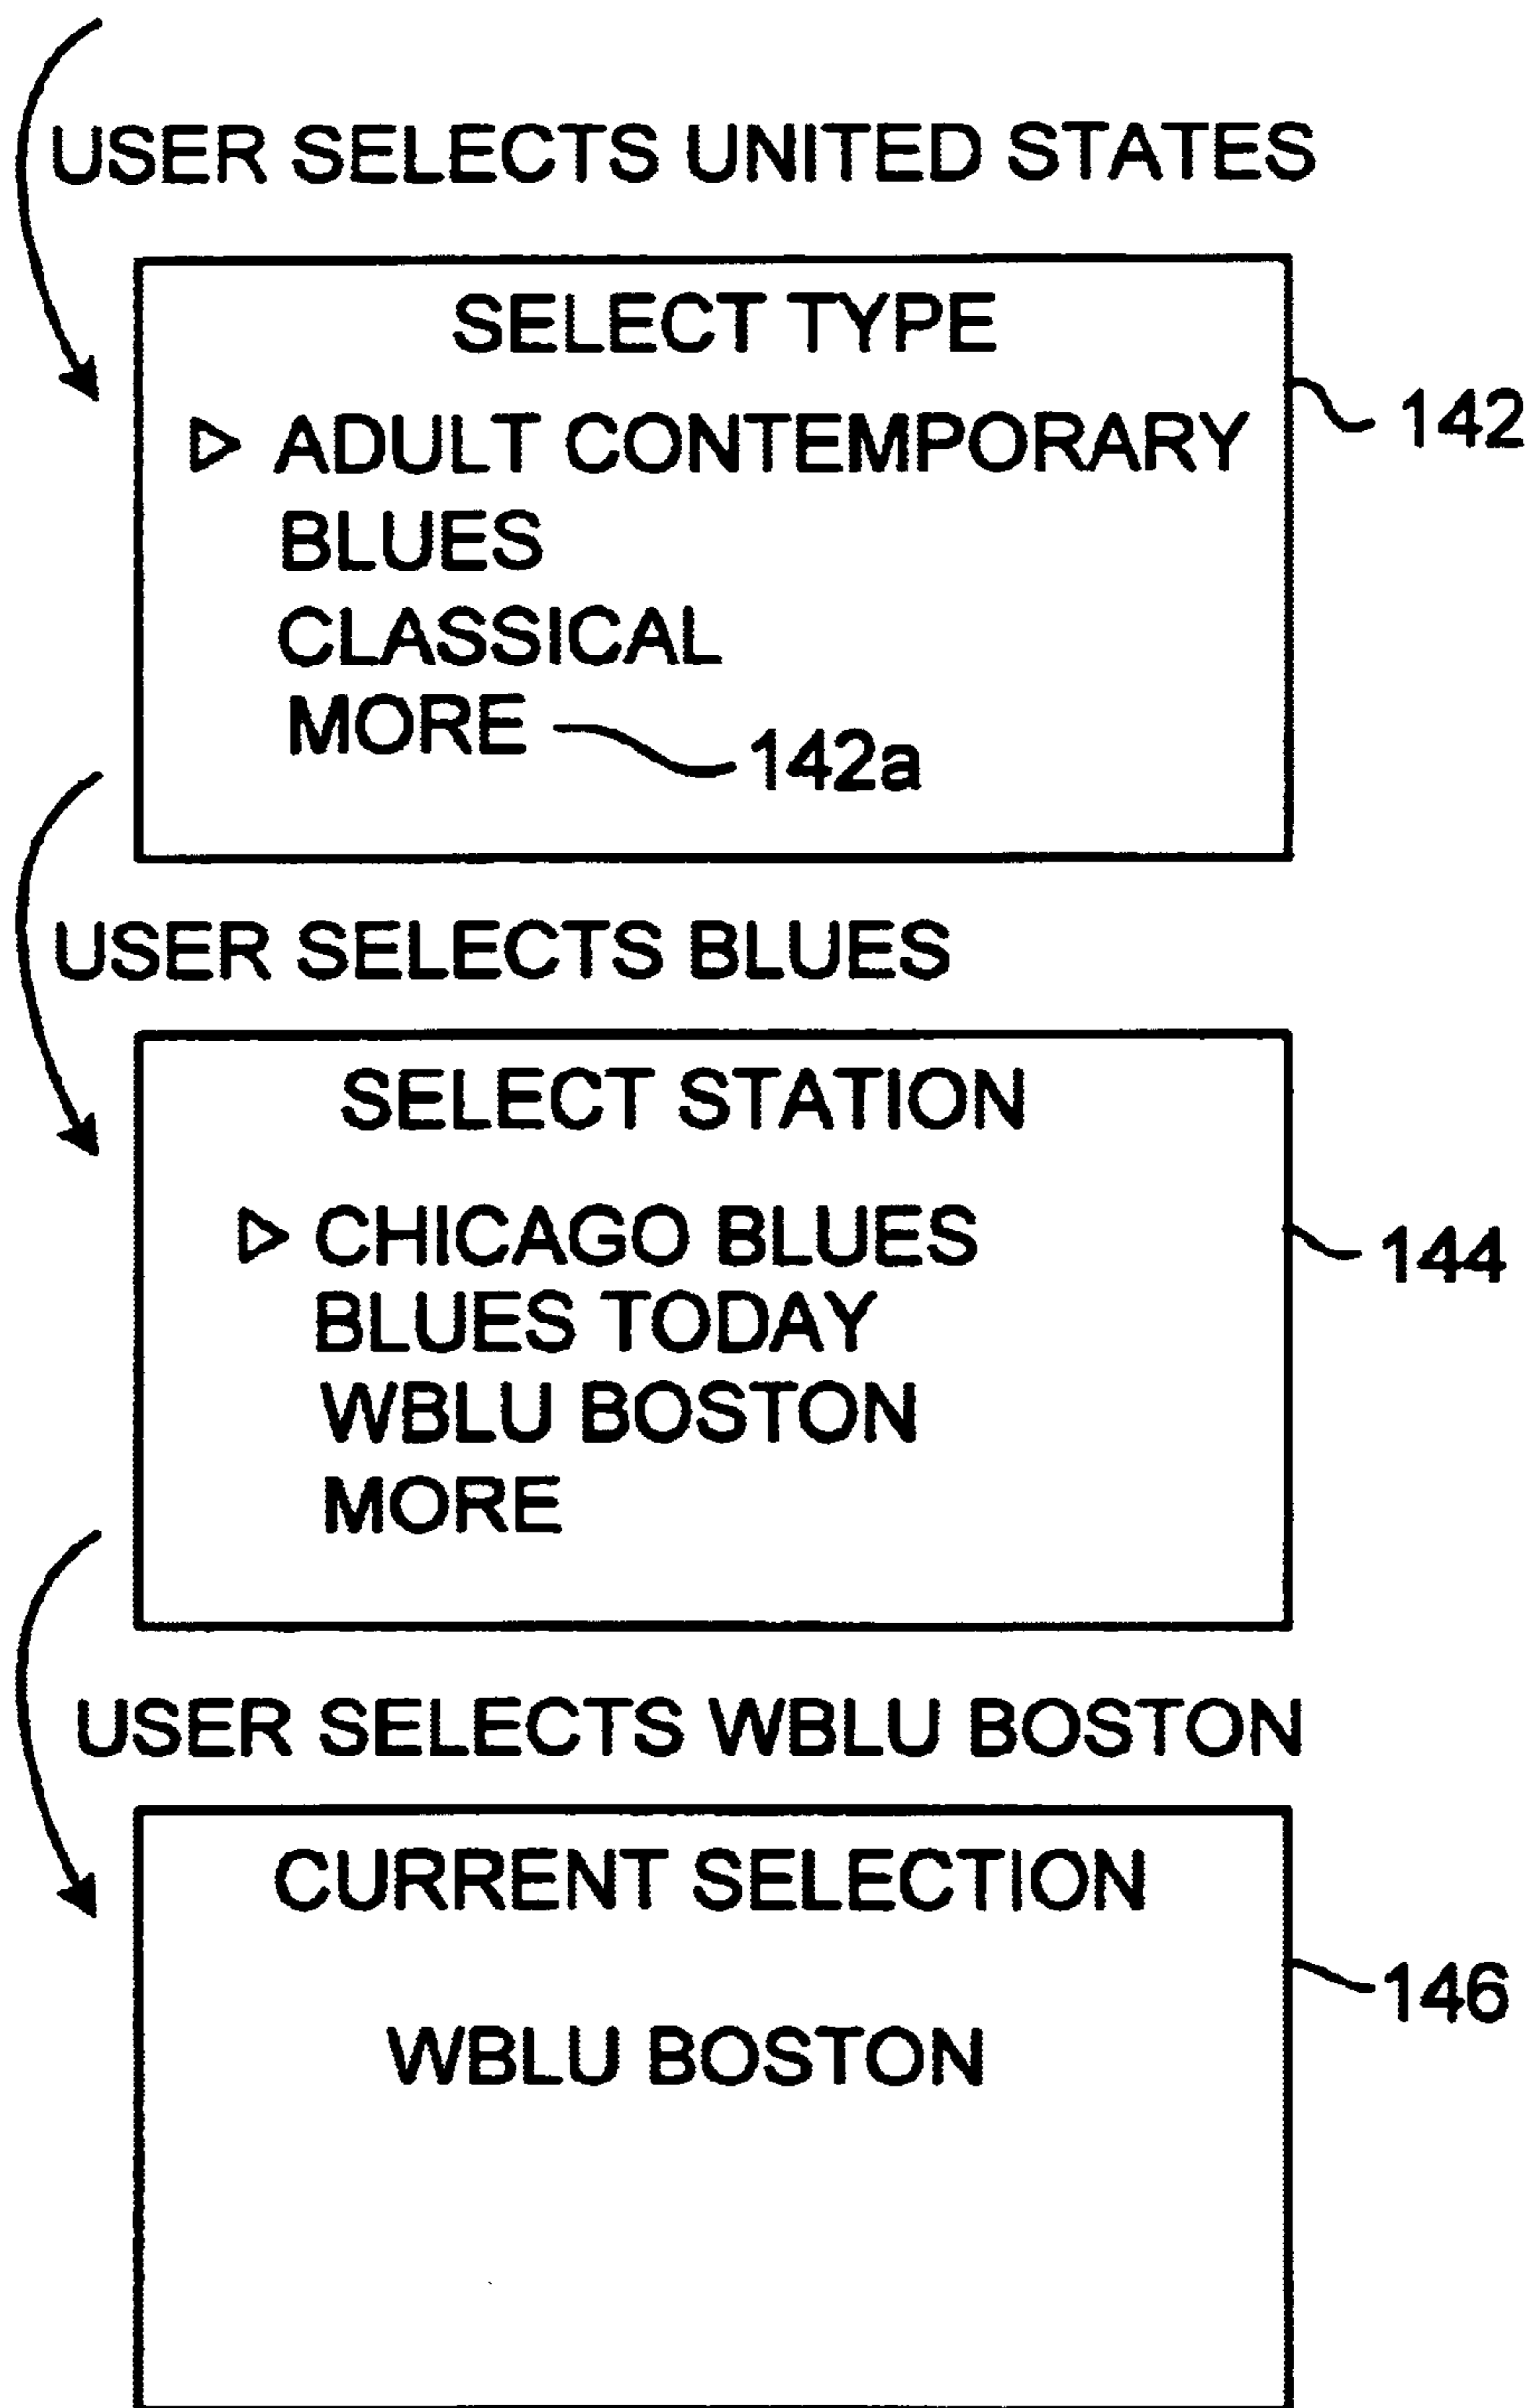 USER SELECTS UNITED STATES
SELECT TYPE
ADULT CONTEMPORARY
142
BLUES
CLASSICAL
MORE
142a
USER SELECTS BLUES
SELECT STATION
CHICAGO BLUES
144
BLUES TODAY
WBLU BOSTON
MORE
USER SELECTS WBLU BOSTON
CURRENT SELECTION
146
WBLU BOSTON